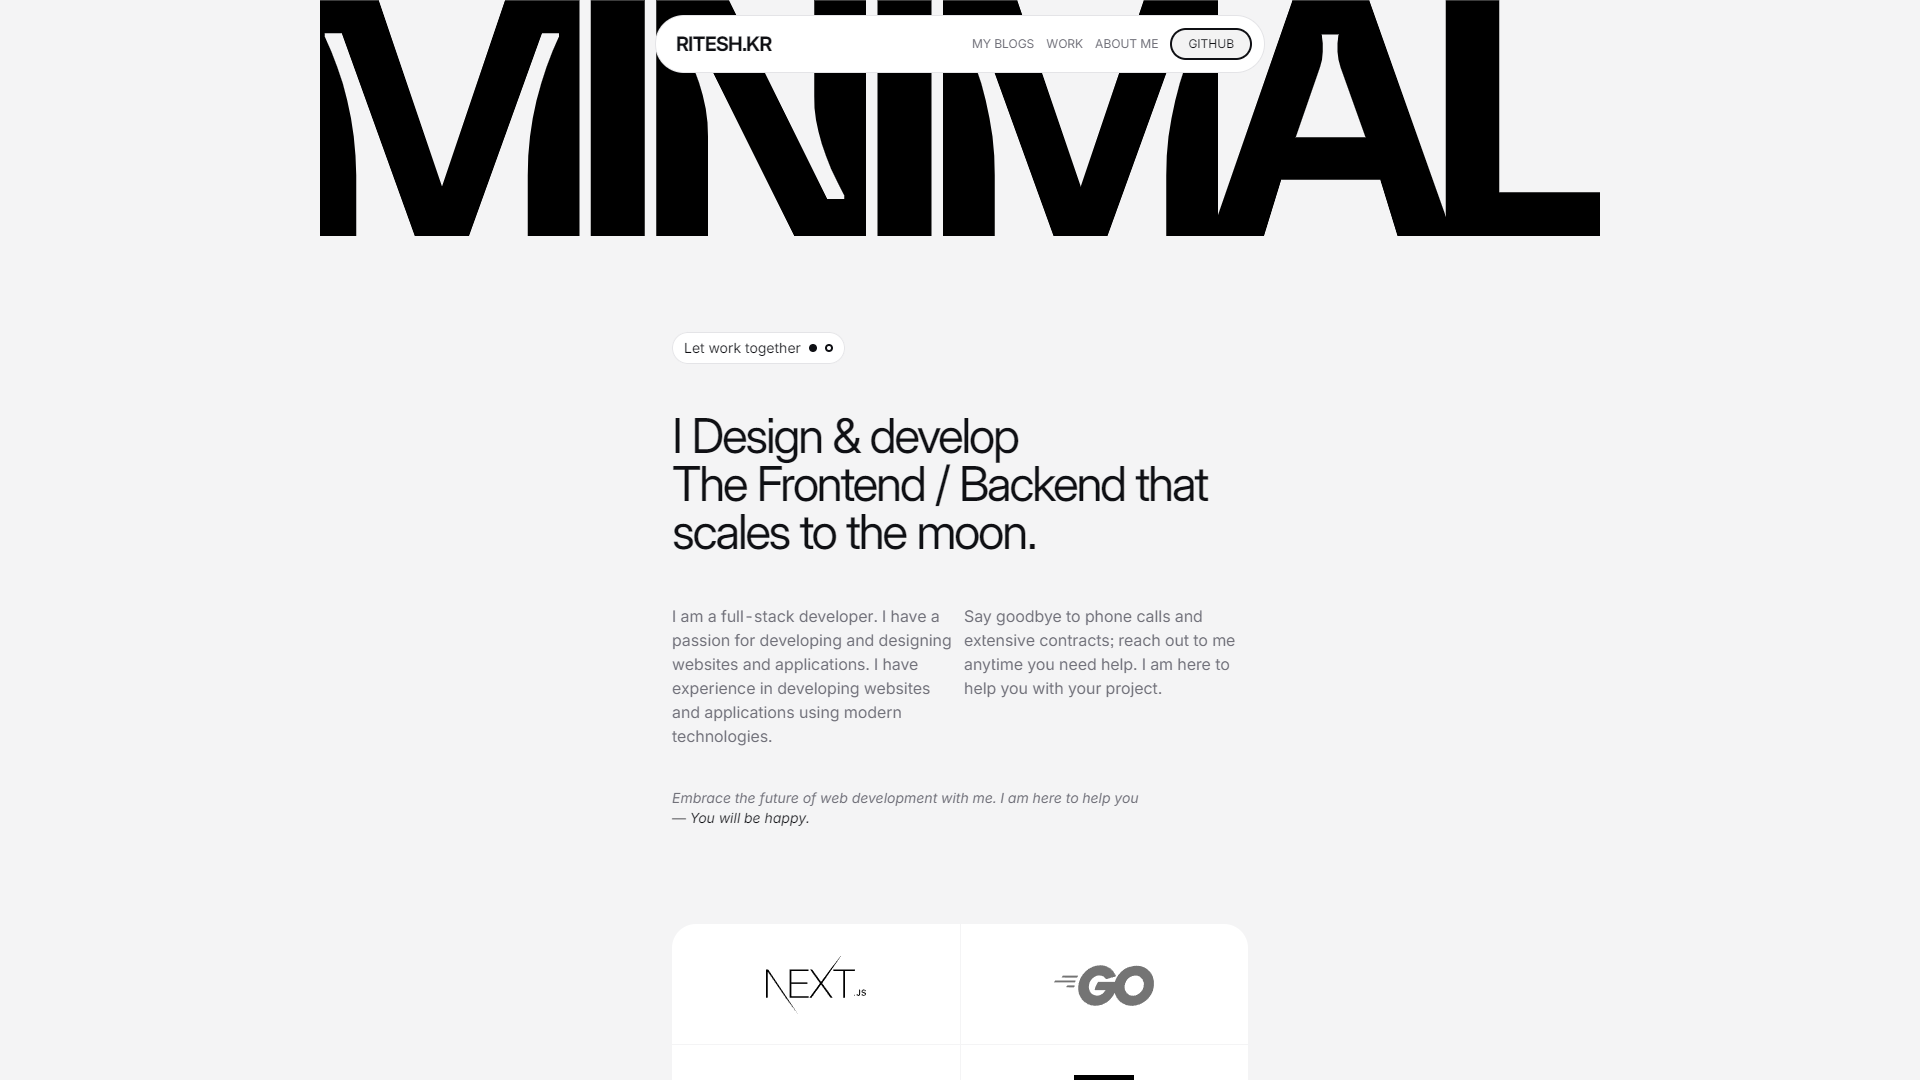 MINIMAL
RITESH.KR
MY BLOGS
WORK
ABOUT ME
GITHUB
Let work together
I Design & develop
The Frontend / Backend that
scales to the moon.
I am a full-stack developer. I have a
passion for developing and designing
websites and applications. I have
experience in developing websites
and applications using modern
technologies.
Say goodbye to phone calls and
extensive contracts; reach out to me
anytime you need help. I am here to
help you with your project.
Embrace the future of web development with me. I am here to help you
— You will be happy.
NEXT.JS
GO